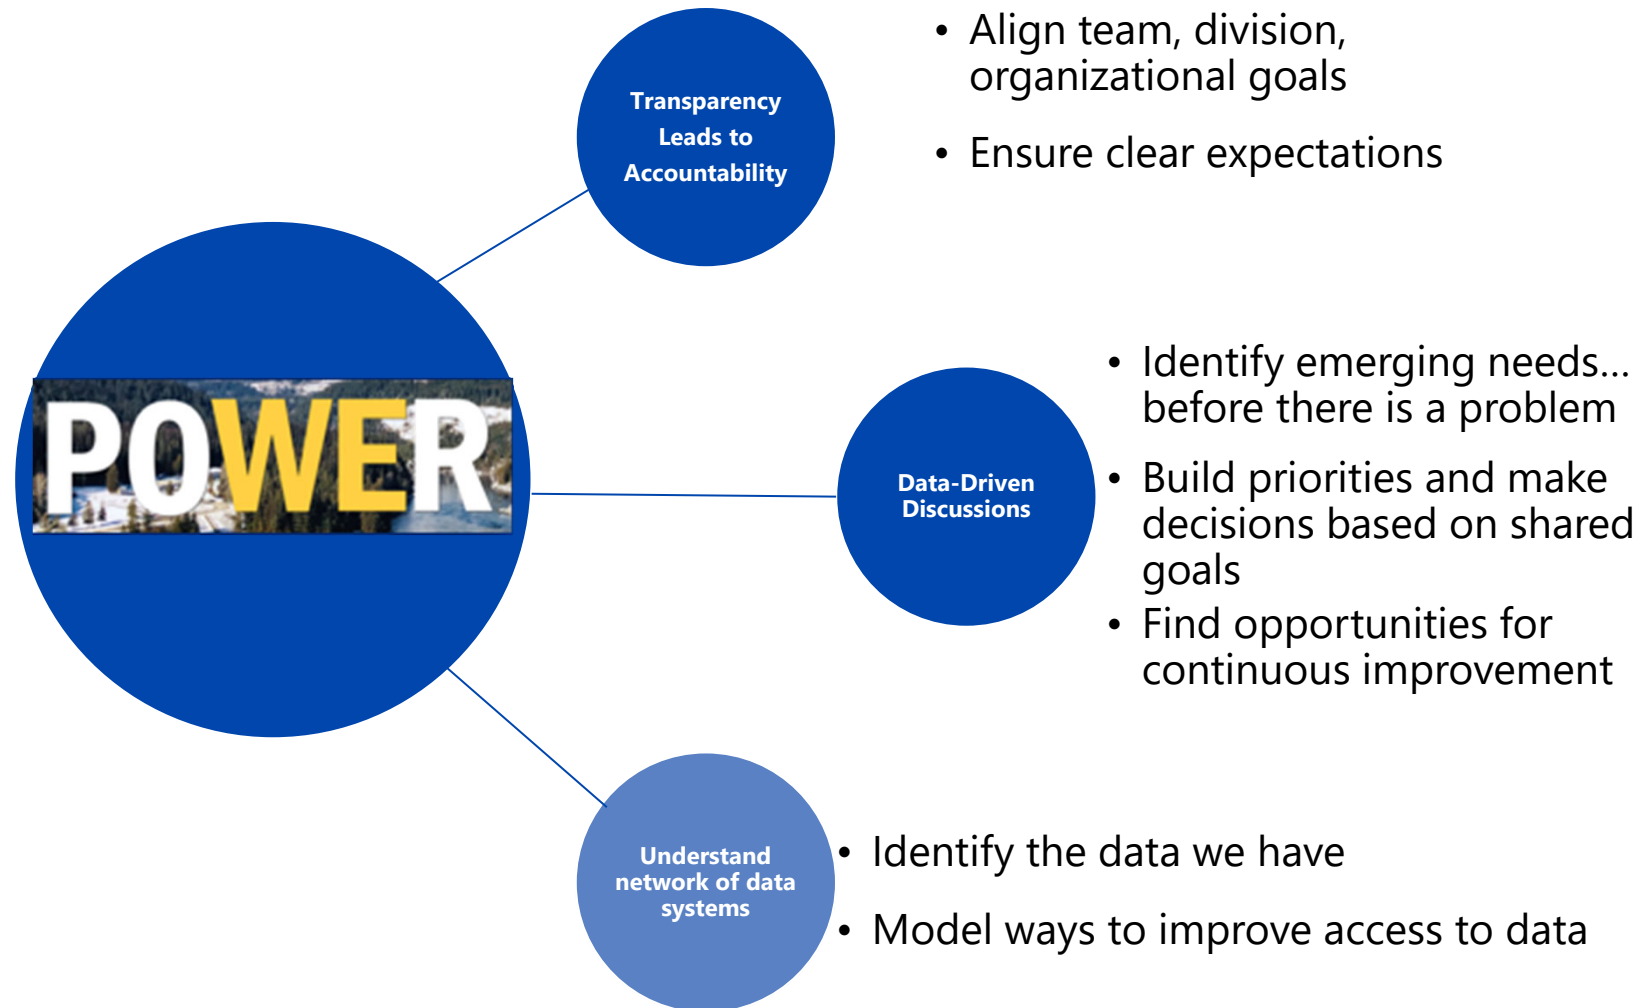 Transparency
Leads to
Accountability
• Align team, division,
organizational goals
• Ensure clear expectations
POWER
Data-Driven
Discussions
• Identify emerging needs...
before there is a problem
• Build priorities and make
decisions based on shared
goals
• Find opportunities for
continuous improvement
Understand
network of data
systems
• Identify the data we have
• Model ways to improve access to data